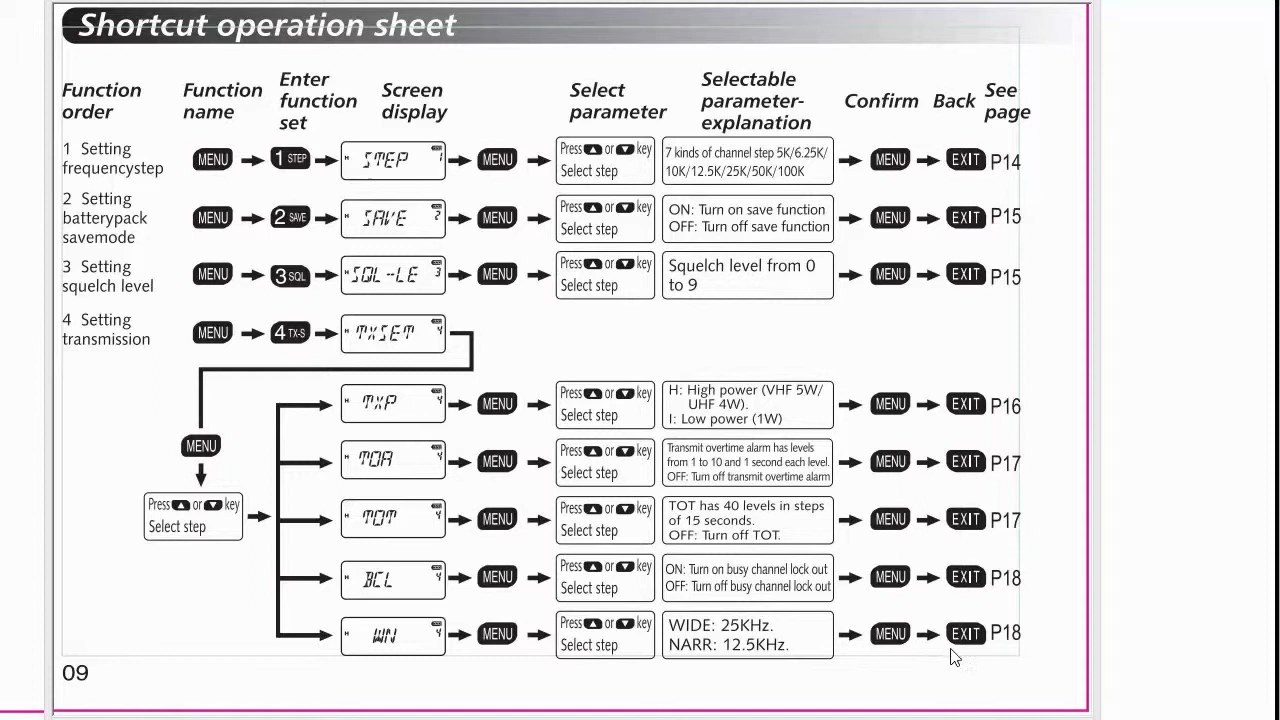 Shortcut operation sheet
Function order
Function name
Enter function set
Screen display
Select parameter
Selectable parameter-explanation
Confirm
Back
See page
1 Setting frequencystep
MENU
1 STEP
H STEP 1
MENU
Press ▲ or ▼ key
Select step
7 kinds of channel step 5K/6.25K/
10K/12.5K/25K/50K/100K
MENU
EXIT
P14
2 Setting batterypack savemode
MENU
2 SAVE
H SAVE 2
MENU
Press ▲ or ▼ key
Select step
ON: Turn on save function
OFF: Turn off save function
MENU
EXIT
P15
3 Setting squelch level
MENU
3 SQL
H SQL-LE 3
MENU
Press ▲ or ▼ key
Select step
Squelch level from 0
to 9
MENU
EXIT
P15
4 Setting transmission
MENU
4 TX-S
H TXSET 4
MENU
Press ▲ or ▼ key
Select step
H TXP 4
MENU
Press ▲ or ▼ key
Select step
H: High power (VHF 5W/
UHF 4W).
I: Low power (1W)
MENU
EXIT
P16
H TOA 4
MENU
Press ▲ or ▼ key
Select step
Transmit overtime alarm has levels
from 1 to 10 and 1 second each level.
OFF: Turn off transmit overtime alarm
MENU
EXIT
P17
H TOT 4
MENU
Press ▲ or ▼ key
Select step
TOT has 40 levels in steps
of 15 seconds.
OFF: Turn off TOT.
MENU
EXIT
P17
H BCL 4
MENU
Press ▲ or ▼ key
Select step
ON: Turn on busy channel lock out
OFF: Turn off busy channel lock out
MENU
EXIT
P18
H WN 4
MENU
Press ▲ or ▼ key
Select step
WIDE: 25KHz.
NARR: 12.5KHz.
MENU
EXIT
P18
09